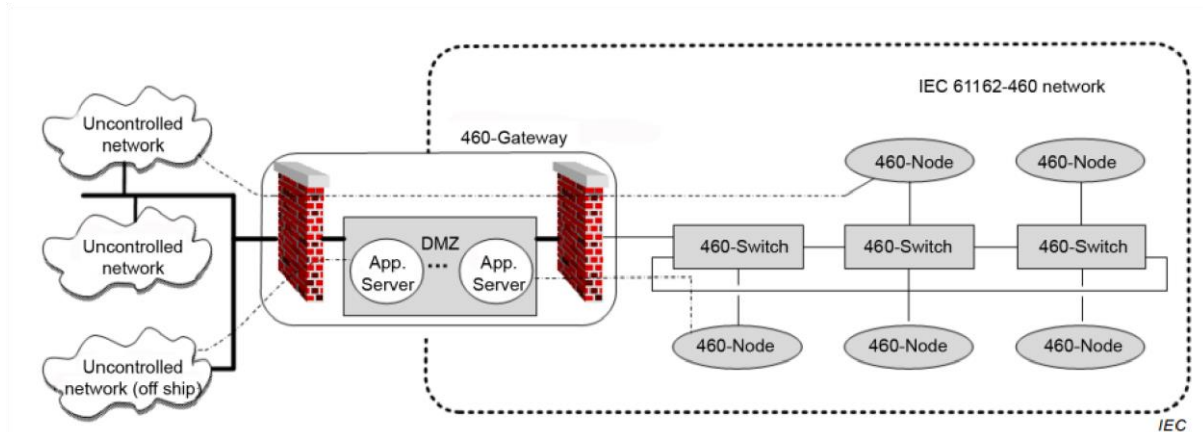 IEC 61162-460 network
Uncontrolled
network
460-Gateway
460-Node
460-Node
Uncontrolled
network
DMZ
App.
Server
...
App.
Server
460-Switch
460-Switch
460-Switch
Uncontrolled
network (off ship)
460-Node
460-Node
460-Node
IEC